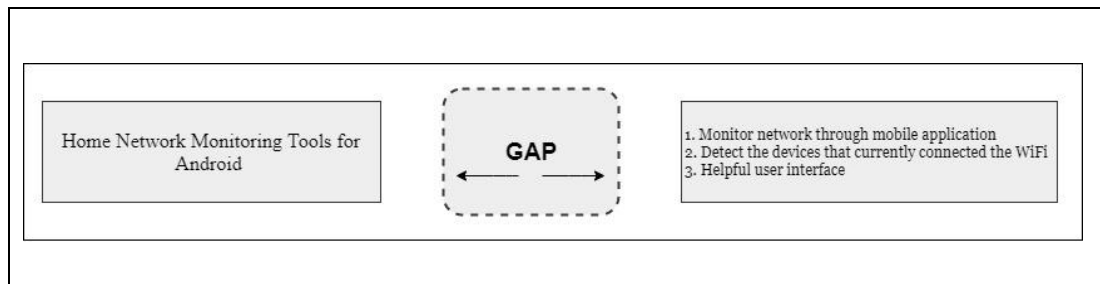 Home Network Monitoring Tools for
Android
GAP
1. Monitor network through mobile application
2. Detect the devices that currently connected the WiFi
3. Helpful user interface